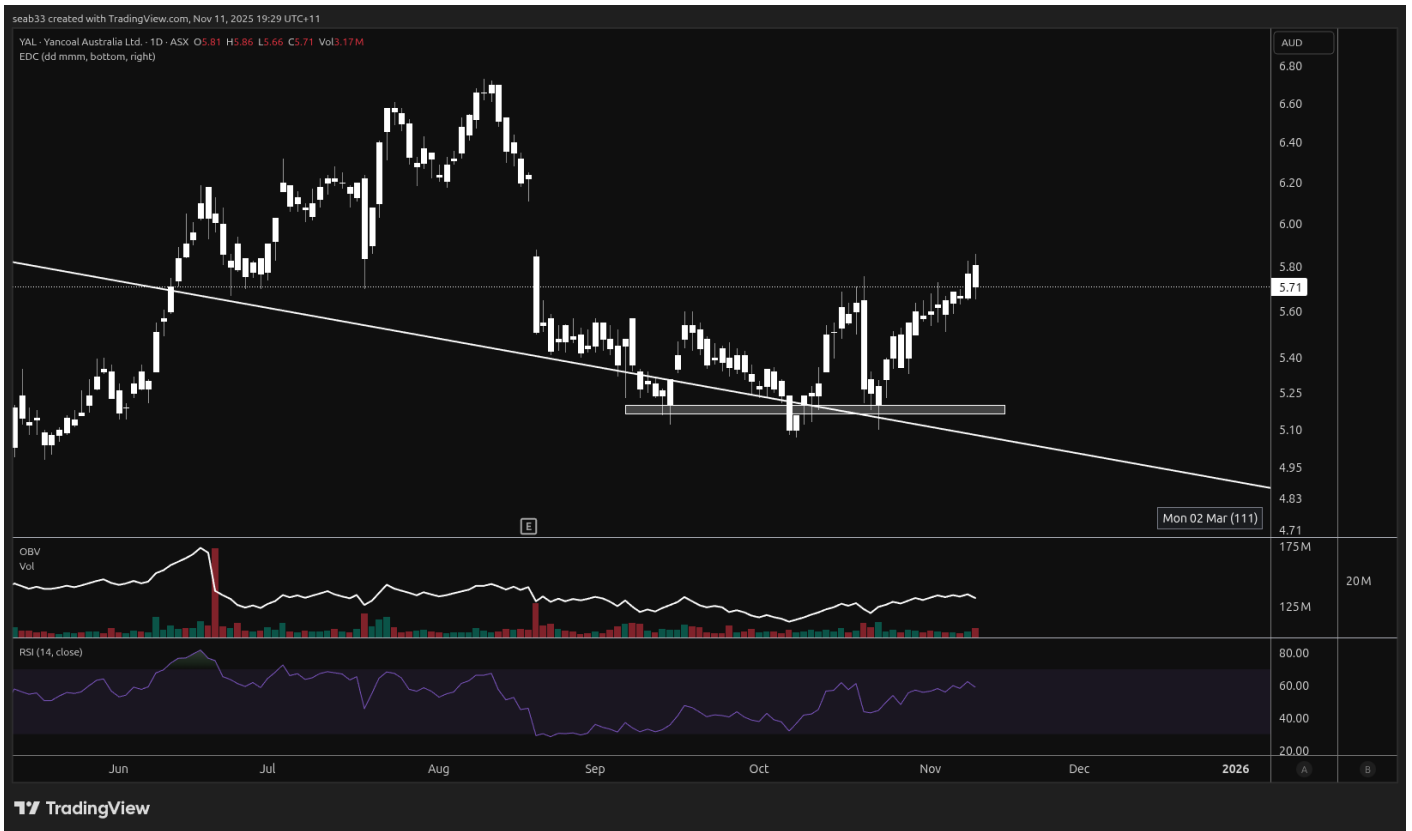 seab33 created with TradingView.com, Nov 11, 2025 19:29 UTC+11
YAL · Yancoal Australia Ltd. · 1D · ASX O5.81 H5.86 L5.66 C5.71 Vol3.17M
EDC (dd mmm, bottom, right)
AUD
6.80
6.60
6.40
6.20
6.00
5.80
5.71
5.60
5.40
5.25
5.10
4.95
4.83
4.71
E
Mon 02 Mar (111)
OBV
Vol
175M
20M
125M
RSI (14, close)
80.00
60.00
40.00
20.00
Jun Jul Aug Sep Oct Nov Dec 2026 A B
TradingView